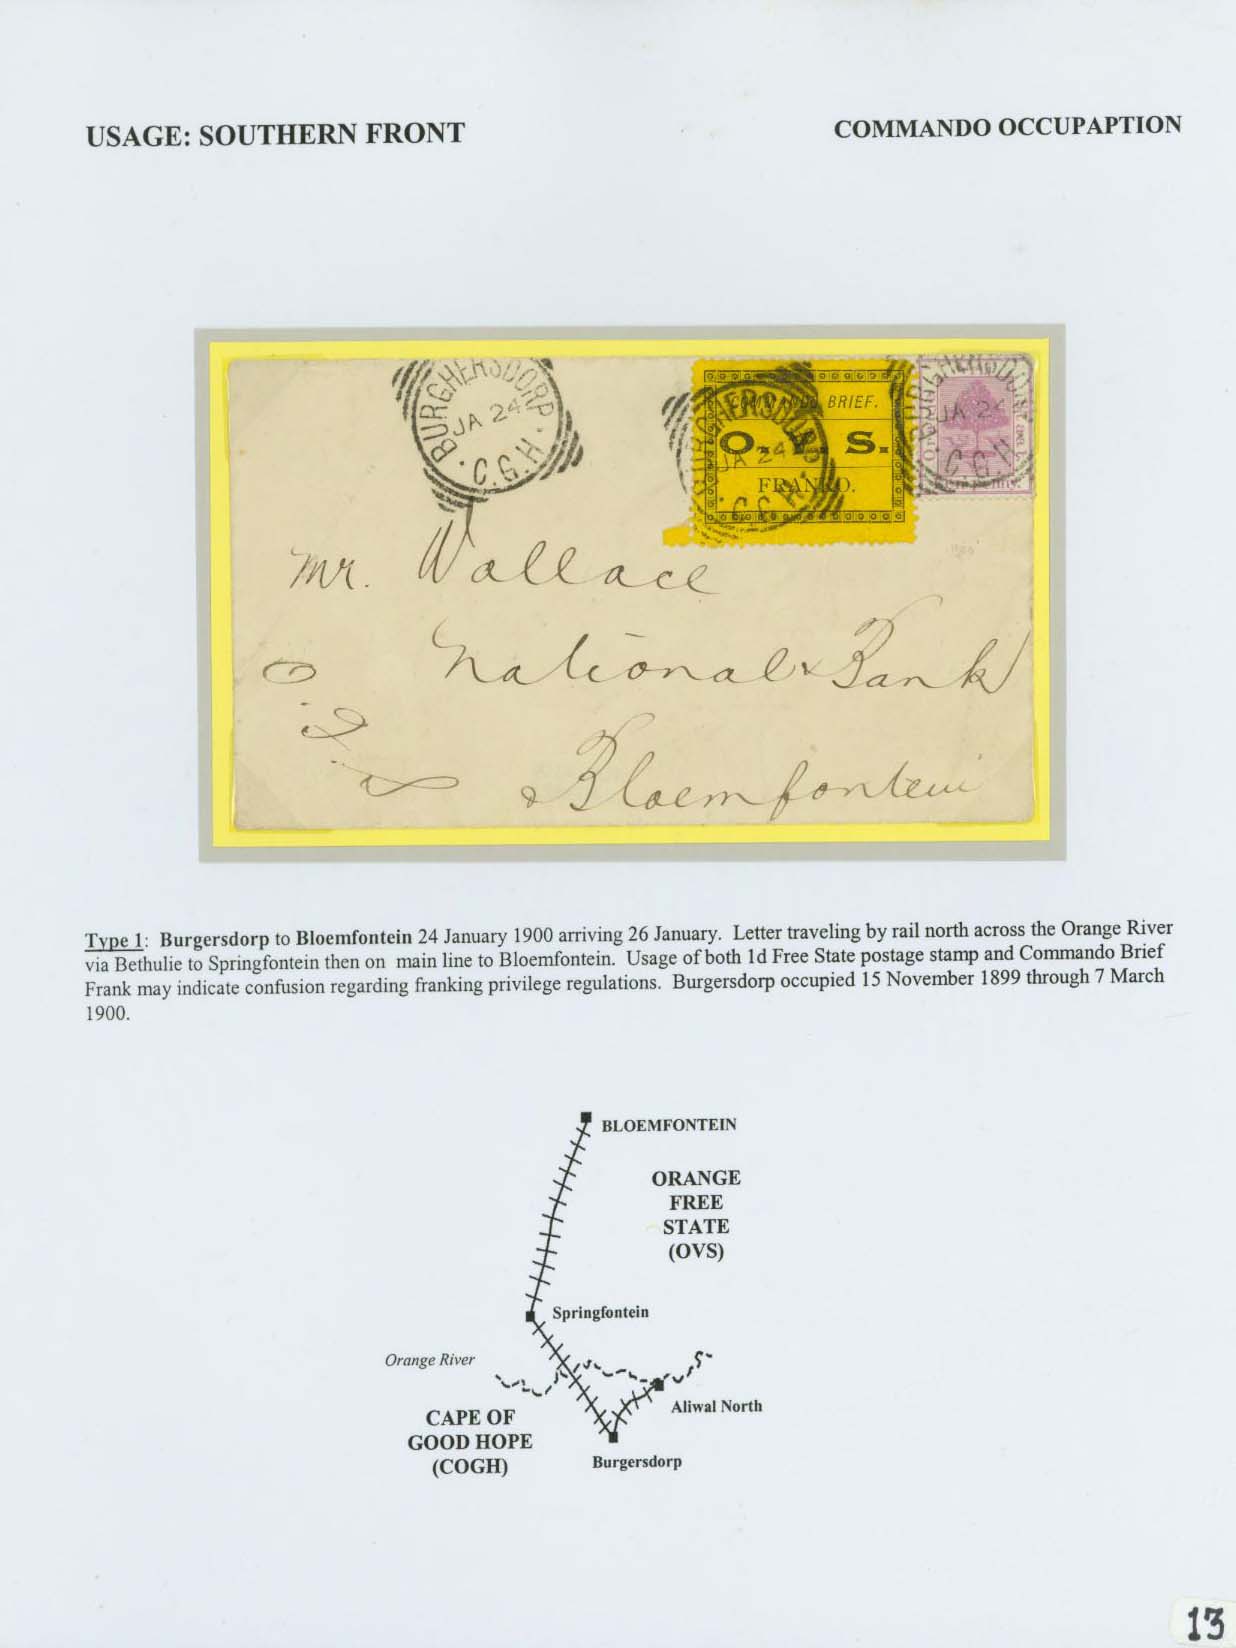 USAGE: SOUTHERN FRONT
COMMANDO OCCUPAPTION
BURGHERSDORP
JA 24
C.G.H.
BURGHERSDORP
JA 24
C.G.H.
COMMANDO BRIEF.
O. V. S.
FRANKO.
BURGHERSDORP
JA 24
C.G.H.
Mr. Wallace
National Bank
Bloemfontein
Type 1: Burgersdorp to Bloemfontein 24 January 1900 arriving 26 January. Letter traveling by rail north across the Orange River
via Bethulie to Springfontein then on main line to Bloemfontein. Usage of both 1d Free State postage stamp and Commando Brief
Frank may indicate confusion regarding franking privilege regulations. Burgersdorp occupied 15 November 1899 through 7 March
1900.
BLOEMFONTEIN
ORANGE
FREE
STATE
(OVS)
Springfontein
Orange River
Aliwal North
CAPE OF
GOOD HOPE
(COGH)
Burgersdorp
13